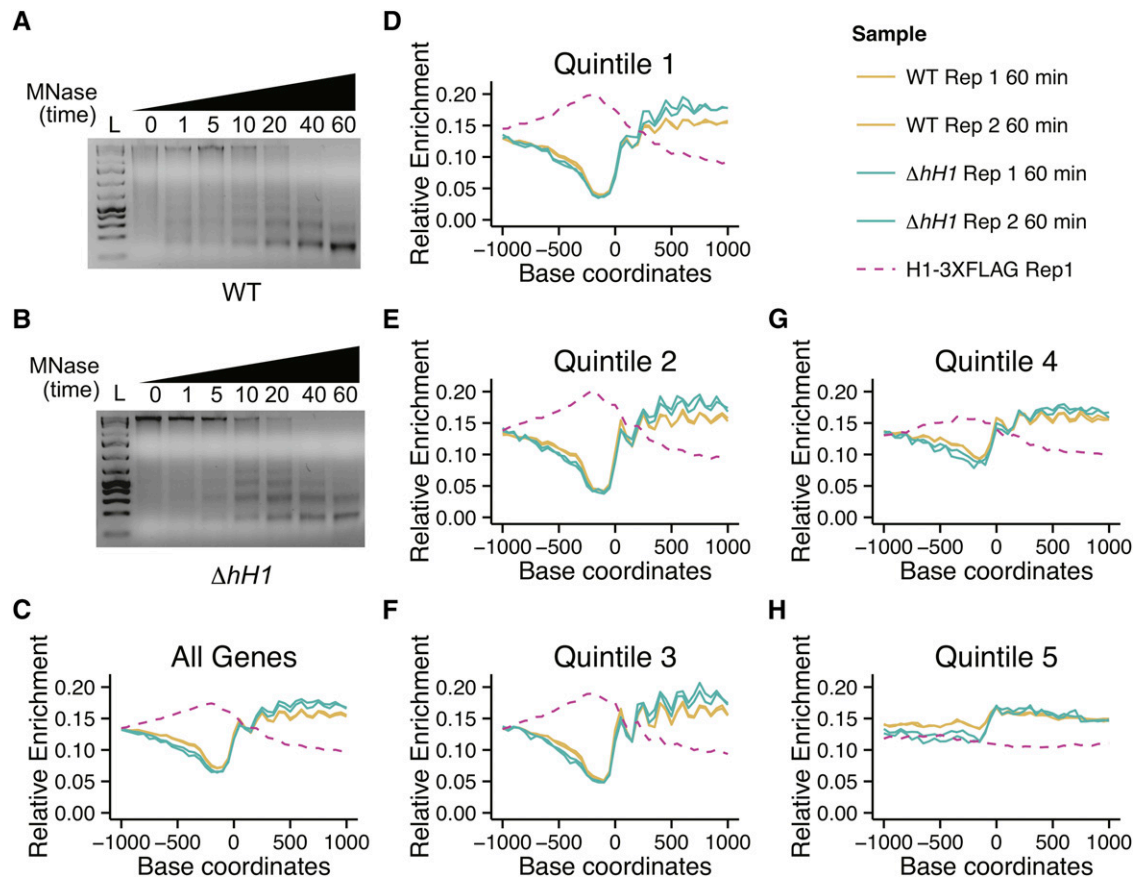 A
MNase
(time)
L 0 1 5 10 20 40 60
WT
B
MNase
(time)
L 0 1 5 10 20 40 60
ΔhH1
C
All Genes
Relative Enrichment
0.20
0.15
0.10
0.05
0.00
−1000 −500 0 500 1000
Base coordinates
D
Quintile 1
Relative Enrichment
0.20
0.15
0.10
0.05
0.00
−1000 −500 0 500 1000
Base coordinates
E
Quintile 2
Relative Enrichment
0.20
0.15
0.10
0.05
0.00
−1000 −500 0 500 1000
Base coordinates
F
Quintile 3
Relative Enrichment
0.20
0.15
0.10
0.05
0.00
−1000 −500 0 500 1000
Base coordinates
Sample
WT Rep 1 60 min
WT Rep 2 60 min
ΔhH1 Rep 1 60 min
ΔhH1 Rep 2 60 min
H1-3XFLAG Rep1
G
Quintile 4
Relative Enrichment
0.20
0.15
0.10
0.05
0.00
−1000 −500 0 500 1000
Base coordinates
H
Quintile 5
Relative Enrichment
0.20
0.15
0.10
0.05
0.00
−1000 −500 0 500 1000
Base coordinates